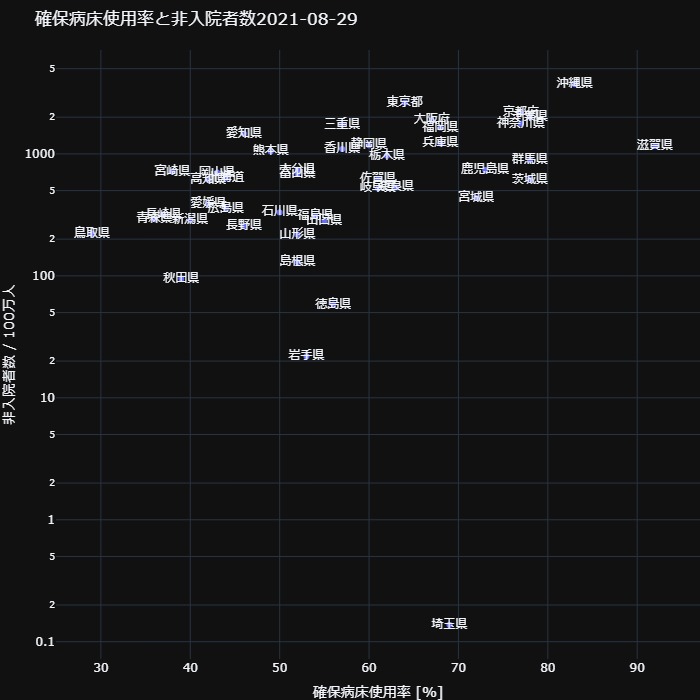 確保病床使用率と非入院者数2021-08-29
5
沖縄県
東京都
2
京都府
大阪府
神奈川県
三重県
福岡県
愛知県
兵庫県
静岡県
滋賀県
香川県
熊本県
1000
栃木県
群馬県
鹿児島県
大分県
宮崎県
岡山県
富山県
佐賀県
茨城県
高知県
5
宮城県
愛媛県
広島県
石川県
長崎県
福島県
青森県
新潟県
山梨県
長野県
2
鳥取県
山形県
島根県
100
秋田県
徳島県
5
岩手県
2
10
5
2
1
5
2
埼玉県
0.1
30
40
50
60
70
80
90
確保病床使用率 [%]
非入院者数 / 100万人